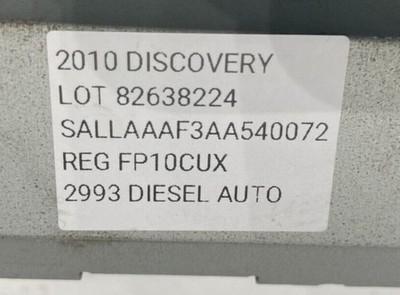 2010 DISCOVERY
LOT 82638224
SALLAAAF3AA540072
REG FP10CUX
2993 DIESEL AUTO